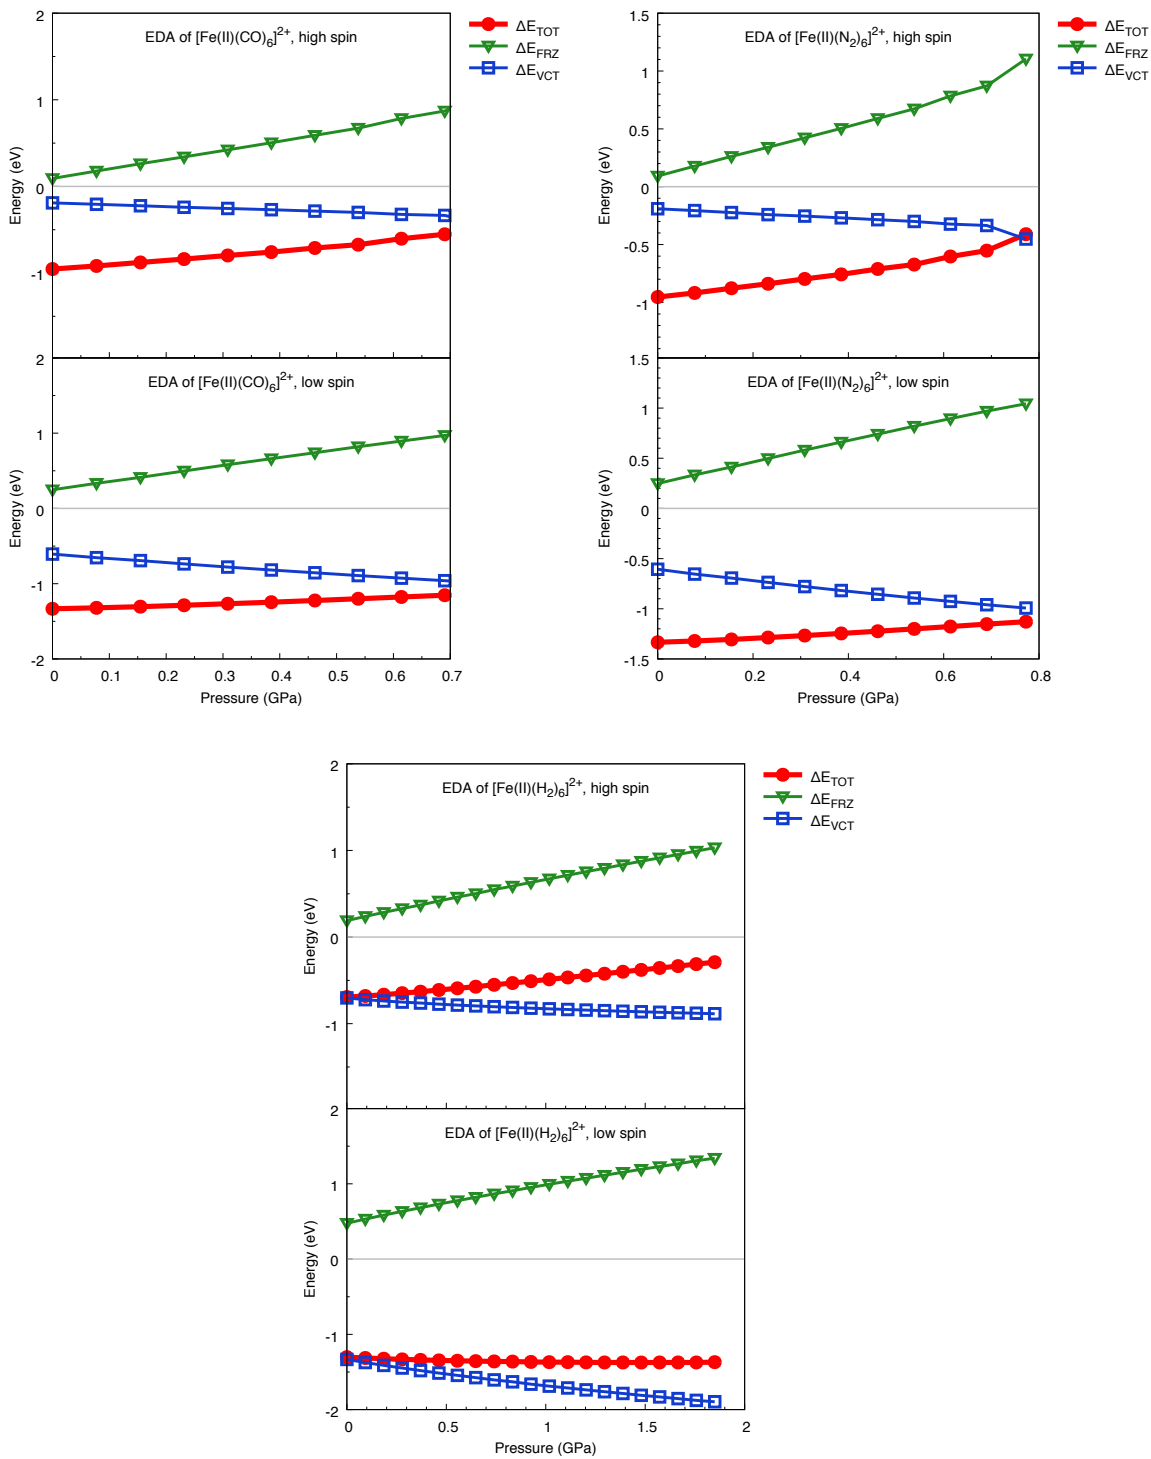 EDA of [Fe(II)(CO)6]2+, high spin
ΔETOT
ΔEFRZ
ΔEVCT
Energy (eV)
2
1
0
-1
2
EDA of [Fe(II)(CO)6]2+, low spin
Energy (eV)
1
0
-1
-2
0 0.1 0.2 0.3 0.4 0.5 0.6 0.7
Pressure (GPa)
EDA of [Fe(II)(N2)6]2+, high spin
ΔETOT
ΔEFRZ
ΔEVCT
Energy (eV)
1.5
1
0.5
0
-0.5
-1
1.5
EDA of [Fe(II)(N2)6]2+, low spin
Energy (eV)
1
0.5
0
-0.5
-1
-1.5
0 0.2 0.4 0.6 0.8
Pressure (GPa)
EDA of [Fe(II)(H2)6]2+, high spin
ΔETOT
ΔEFRZ
ΔEVCT
Energy (eV)
2
1
0
-1
2
EDA of [Fe(II)(H2)6]2+, low spin
Energy (eV)
1
0
-1
-2
0 0.5 1 1.5 2
Pressure (GPa)